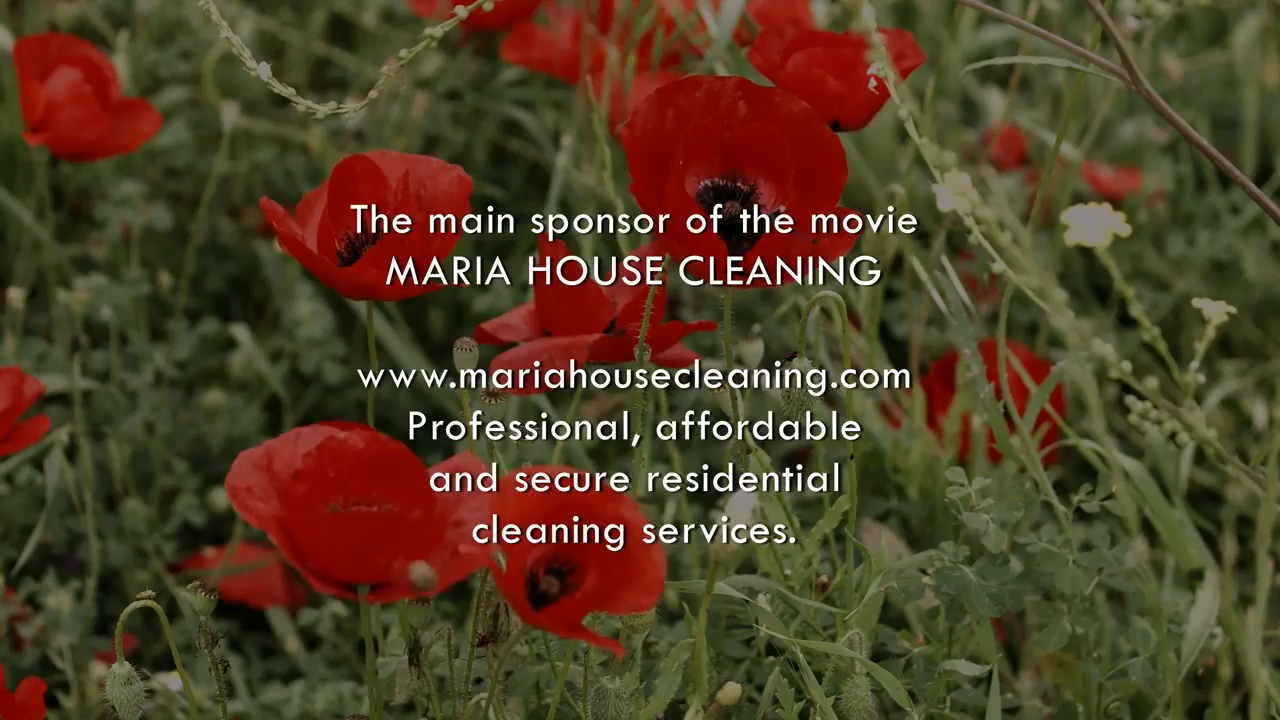 The main sponsor of the movie
MARIA HOUSE CLEANING
www.mariahousecleaning.com
Professional, affordable
and secure residential
cleaning services.